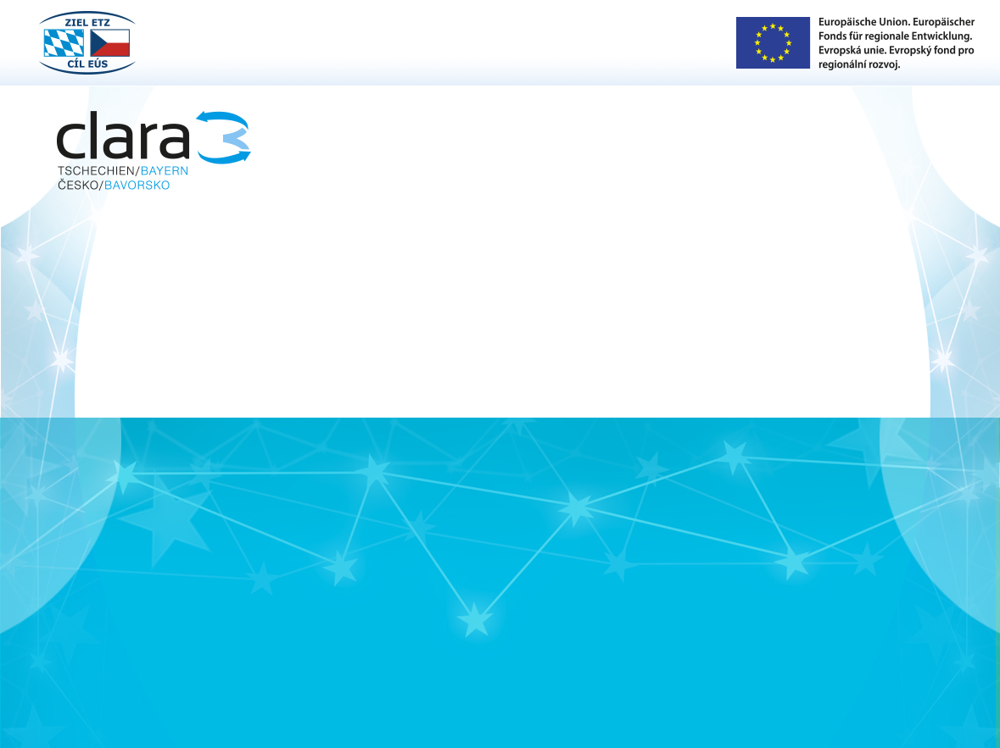 ZIEL ETZ
CÍL EÚS
Europäische Union. Europäischer
Fonds für regionale Entwicklung.
Evropská unie. Evropský fond pro
regionální rozvoj.
clara 3
TSCHECHIEN/BAYERN
ČESKO/BAVORSKO